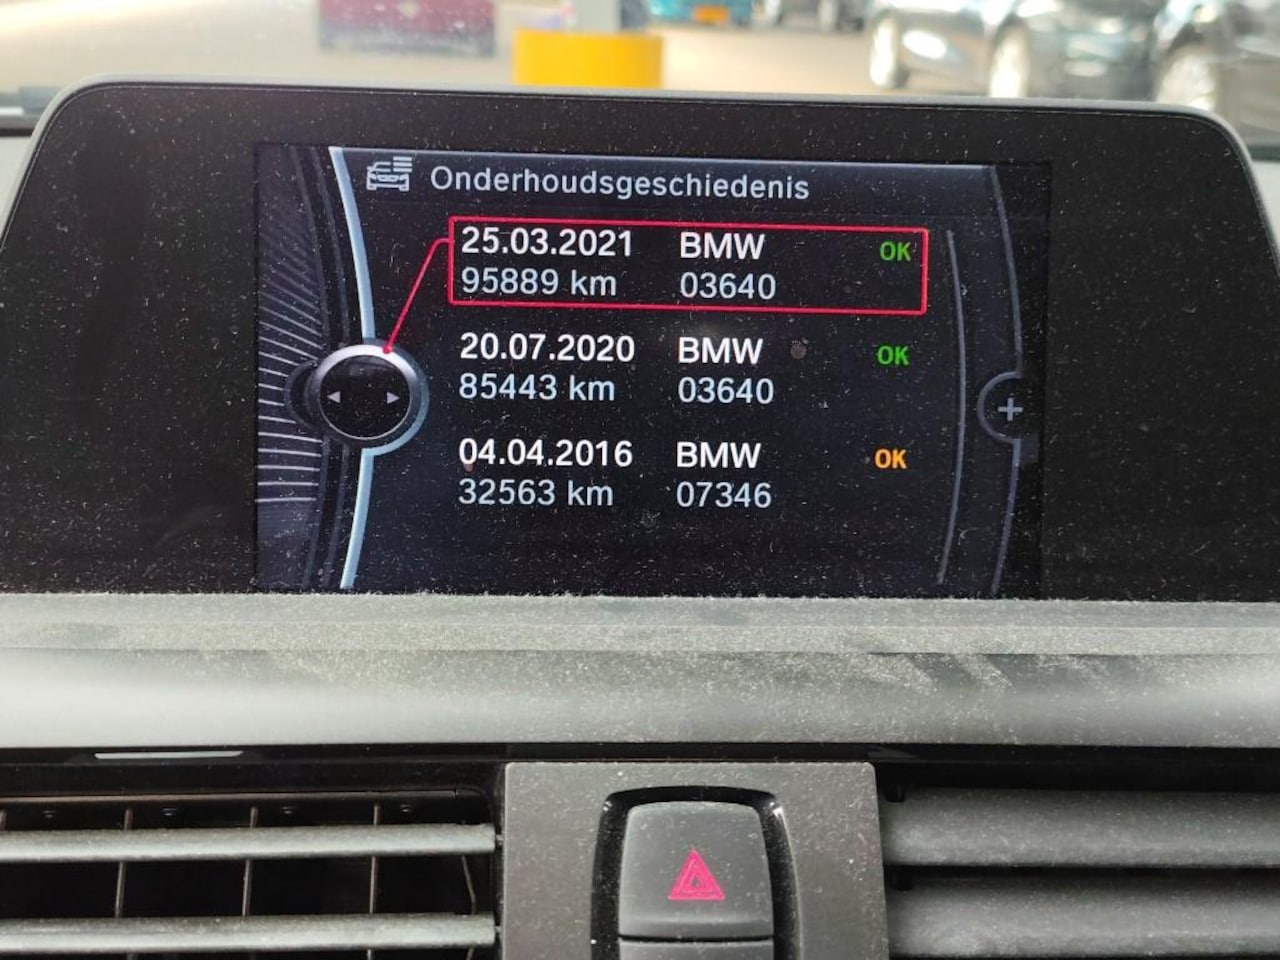 Onderhoudsgeschiedenis
25.03.2021 BMW OK
95889 km 03640
20.07.2020 BMW OK
85443 km 03640
04.04.2016 BMW OK
32563 km 07346